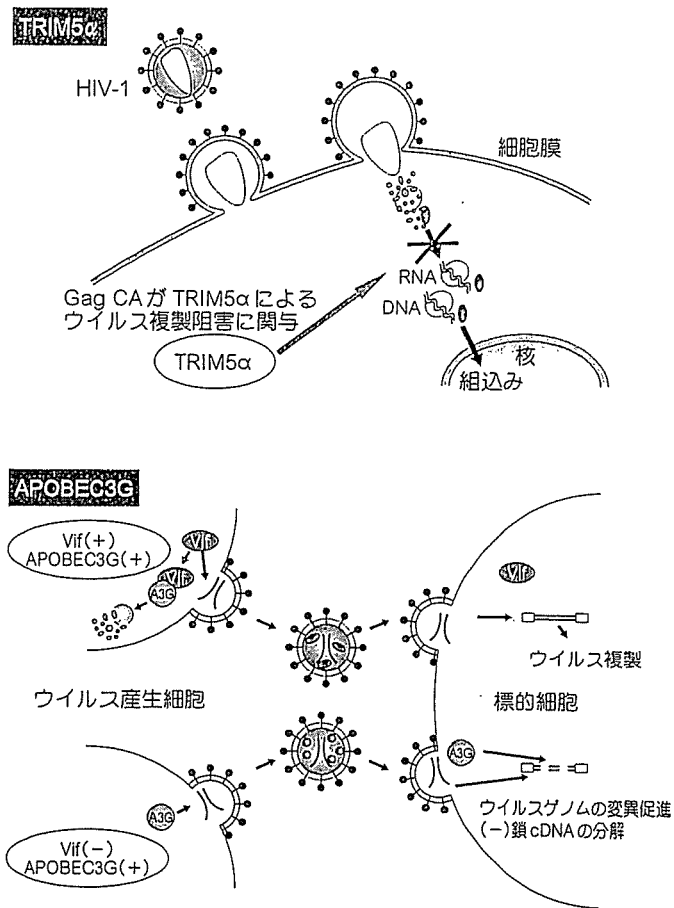 TRIM5α
HIV-1
細胞膜
Gag CAがTRIM5αによる
ウイルス複製阻害に関与
TRIM5α
RNA
DNA
核
組込み
APOBEC3G
Vif(+)
APOBEC3G(+)
Vif
Vif
A3G
Vif
ウイルス複製
ウイルス産生細胞
標的細胞
A3G
A3G
Vif(−)
APOBEC3G(+)
ウイルスゲノムの変異促進
(−)鎖cDNAの分解